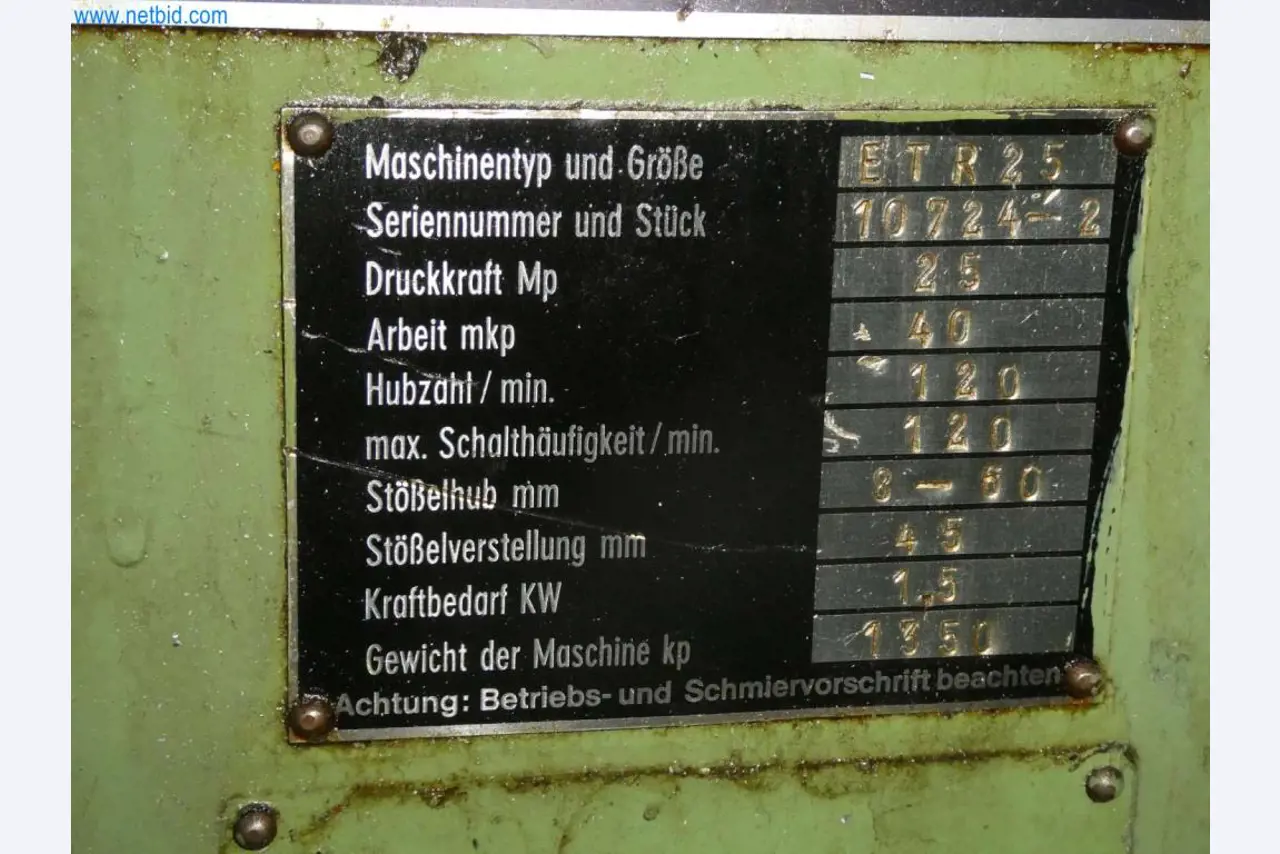 www.netbid.com
Maschinentyp und Größe ETR25
Seriennummer und Stück 10724-2
Druckkraft Mp 25
Arbeit mkp 40
Hubzahl/min. 120
max. Schalthäufigkeit/min. 120
Stößelhub mm 8-60
Stößelverstellung mm 45
Kraftbedarf KW 1.5
Gewicht der Maschine kp 1350
Achtung: Betriebs- und Schmiervorschrift beachten